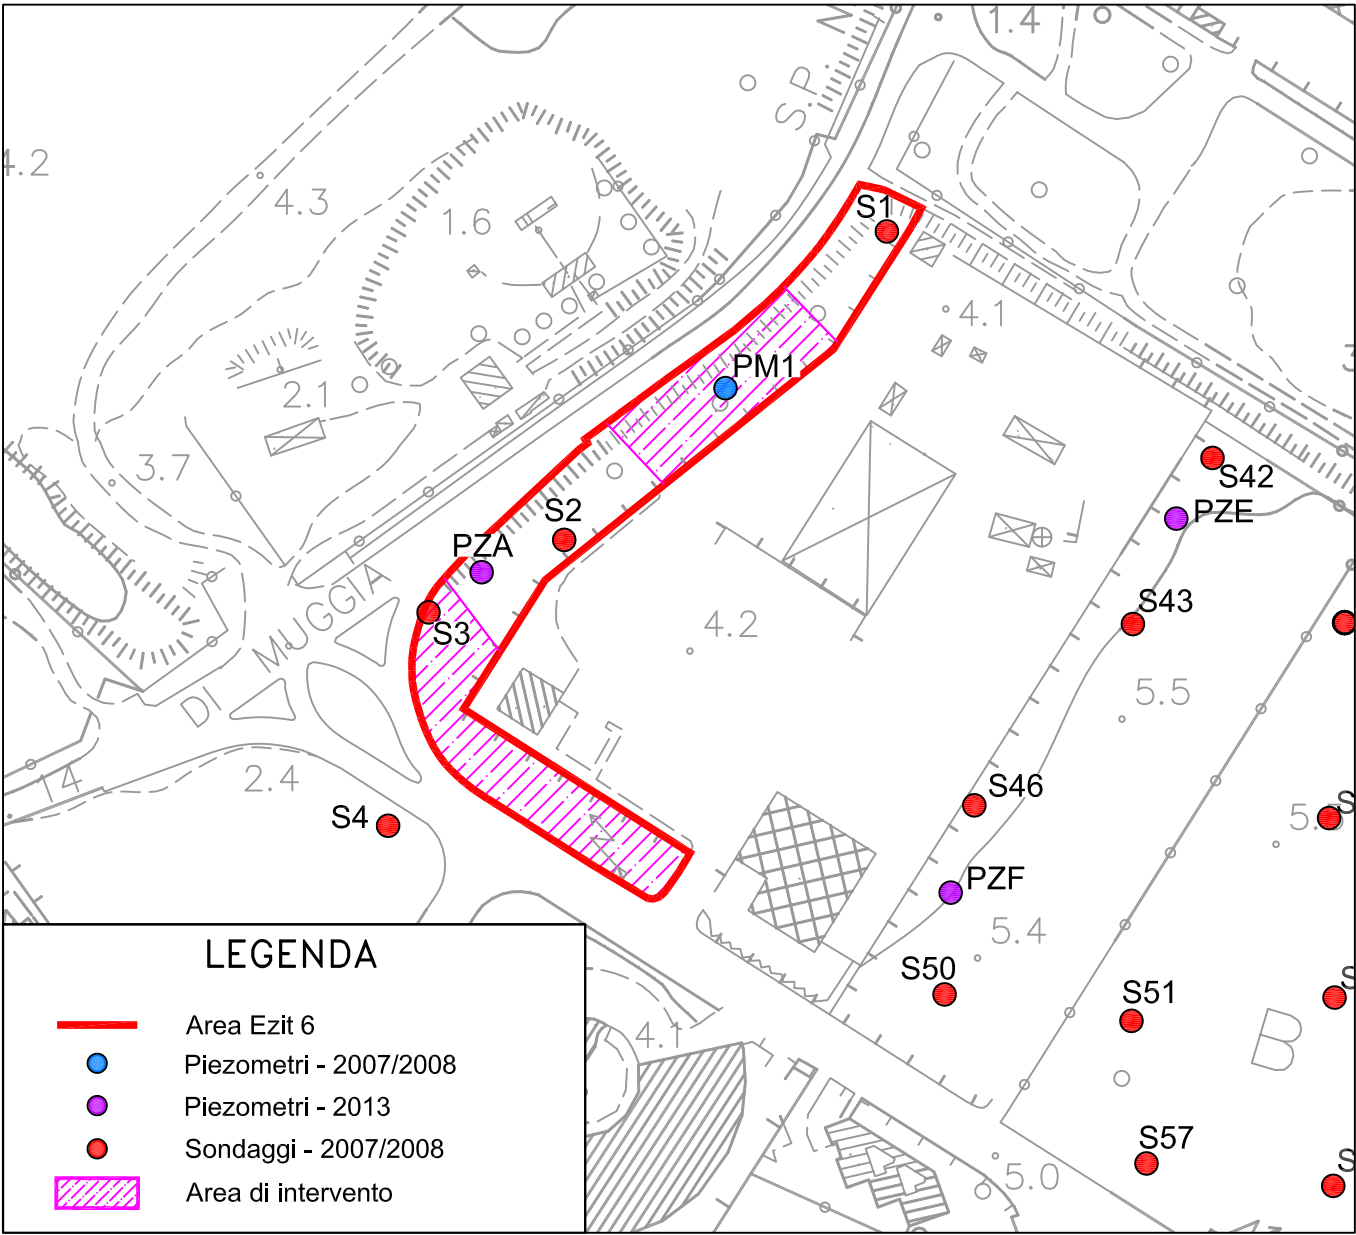 1.4
S.P. N
4.2
4.3
1.6
S1
4.1
PM1
2.1
3.7
S42
S2
PZE
PZA
S43
S3
4.2
DI MUGGIA
5.5
14
2.4
S46
S4
S
PZF
5.4
S50
S
S51
4.1
B
S57
S
5.0
LEGENDA
Area Ezit 6
Piezometri - 2007/2008
Piezometri - 2013
Sondaggi - 2007/2008
Area di intervento